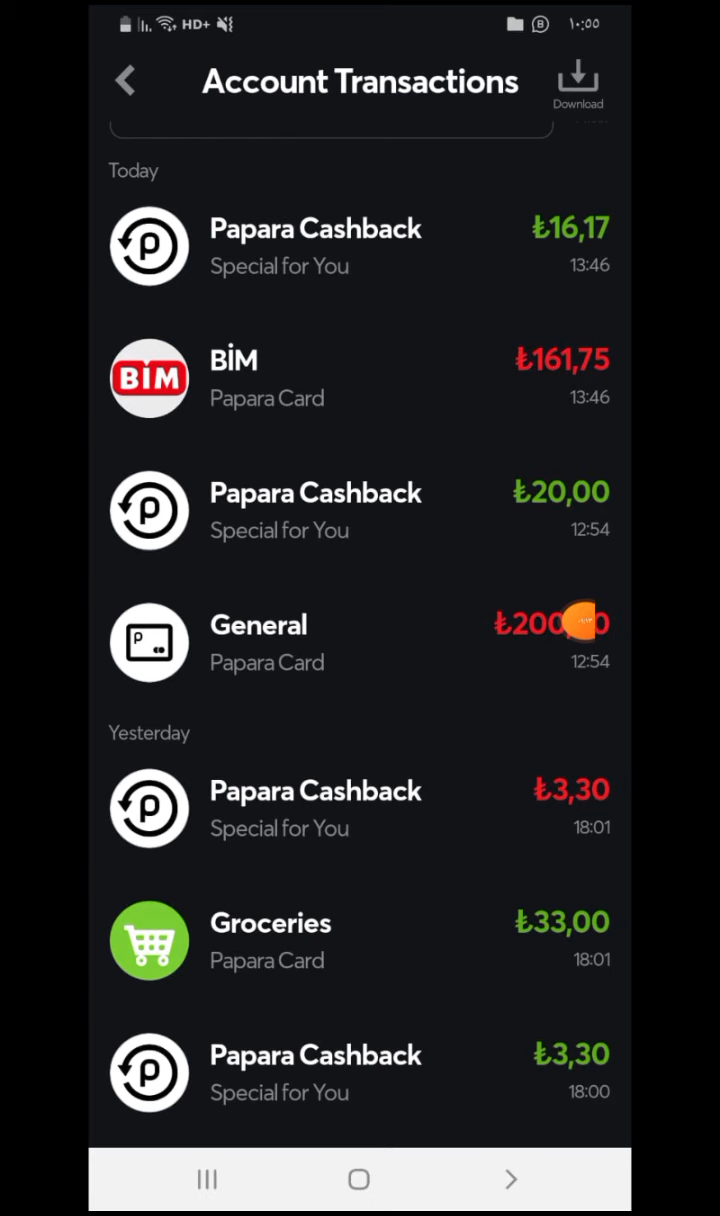 HD+
١٠:٥٥
Account Transactions
Download
Today
Papara Cashback ₺16,17
Special for You 13:46
BİM
BİM ₺161,75
Papara Card 13:46
Papara Cashback ₺20,00
Special for You 12:54
General
Papara Card 12:54
Yesterday
Papara Cashback ₺3,30
Special for You 18:01
Groceries ₺33,00
Papara Card 18:01
Papara Cashback ₺3,30
Special for You 18:00